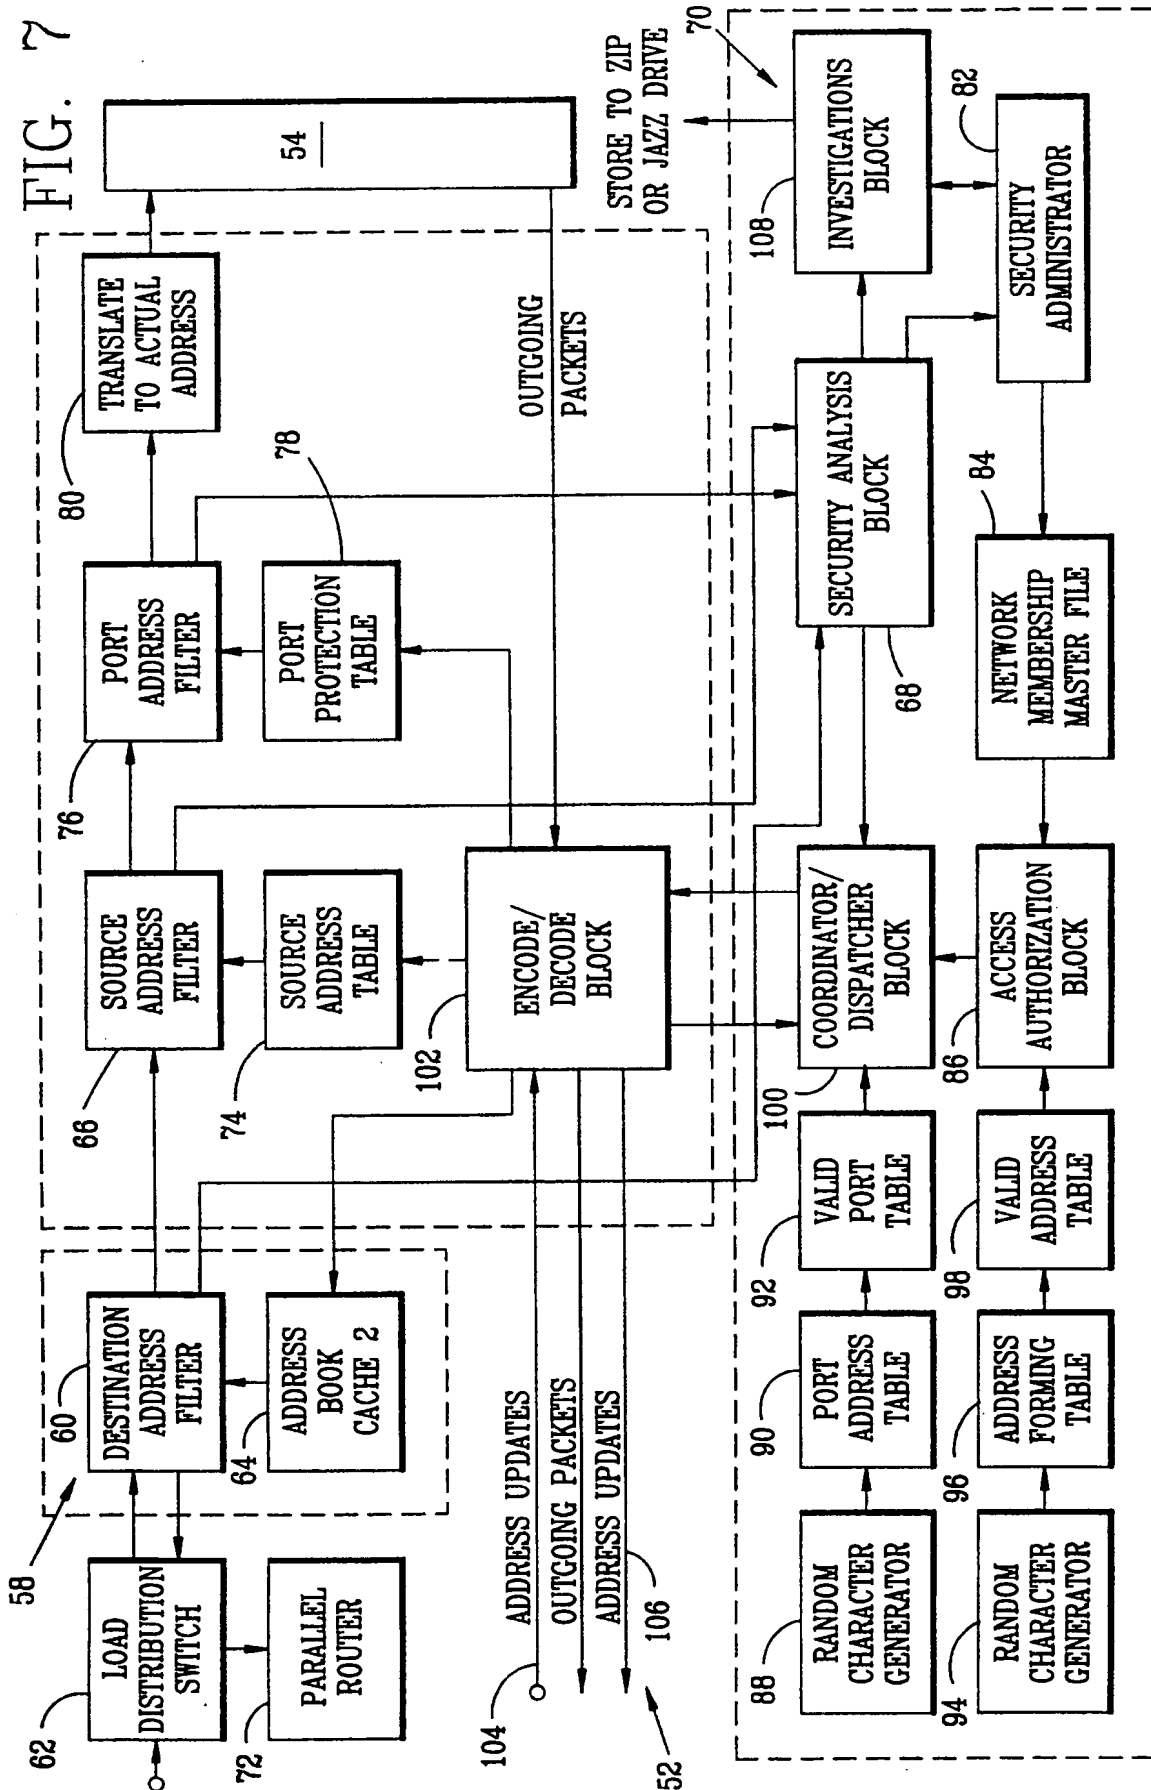 FIG. 7
62
LOAD
DISTRIBUTION
SWITCH
72
PARALLEL
ROUTER
58
60
DESTINATION
ADDRESS
FILTER
64
ADDRESS
BOOK
CACHE 2
66
SOURCE
ADDRESS
FILTER
74
SOURCE
ADDRESS
TABLE
76
PORT
ADDRESS
FILTER
78
PORT
PROTECTION
TABLE
80
TRANSLATE
TO ACTUAL
ADDRESS
54
102
ENCODE/
DECODE
BLOCK
OUTGOING
PACKETS
104
ADDRESS UPDATES
OUTGOING PACKETS
ADDRESS UPDATES
106
52
STORE TO ZIP
OR JAZZ DRIVE
70
88
RANDOM
CHARACTER
GENERATOR
90
PORT
ADDRESS
TABLE
92
VALID
PORT
TABLE
100
COORDINATOR/
DISPATCHER
BLOCK
68
SECURITY ANALYSIS
BLOCK
108
INVESTIGATIONS
BLOCK
94
RANDOM
CHARACTER
GENERATOR
96
ADDRESS
FORMING
TABLE
98
VALID
ADDRESS
TABLE
86
ACCESS
AUTHORIZATION
BLOCK
84
NETWORK
MEMBERSHIP
MASTER FILE
82
SECURITY
ADMINISTRATOR